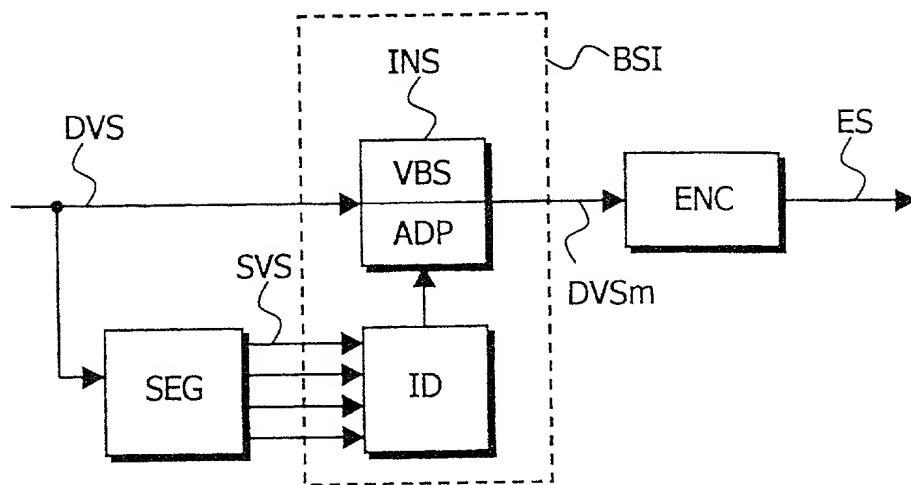 BSI
INS
DVS
ES
VBS
ADP
ENC
SVS
DVSm
SEG
ID